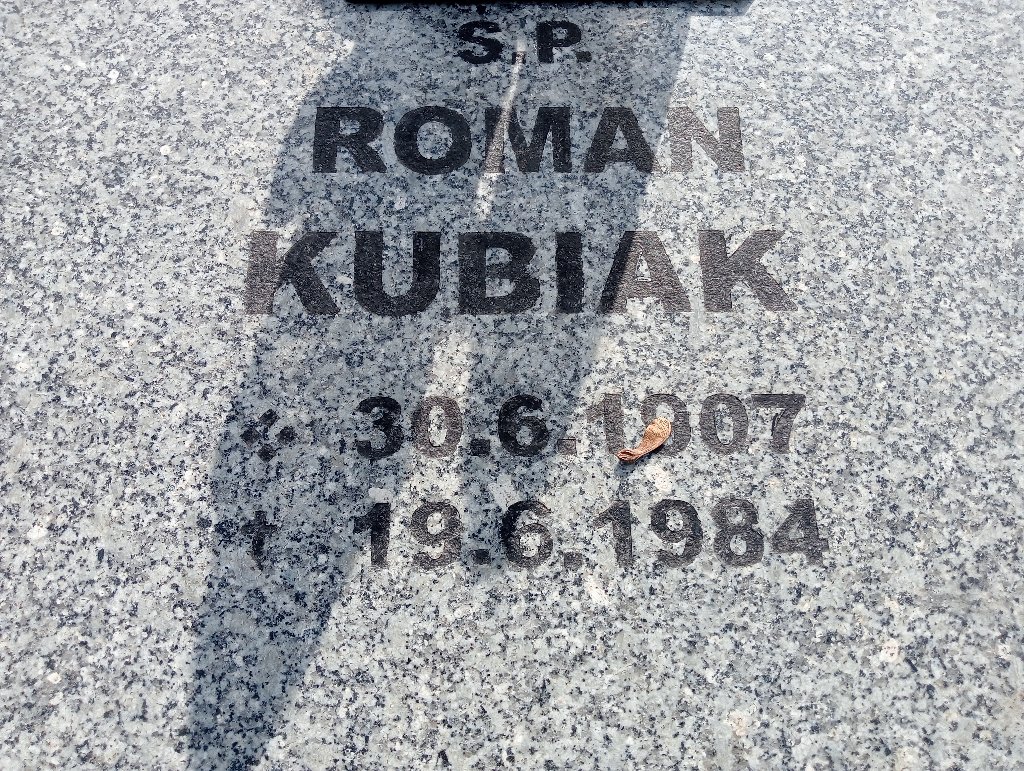 Ś.P.
ROMAN
KUBIAK
30.6.1907
† 19.6.1984